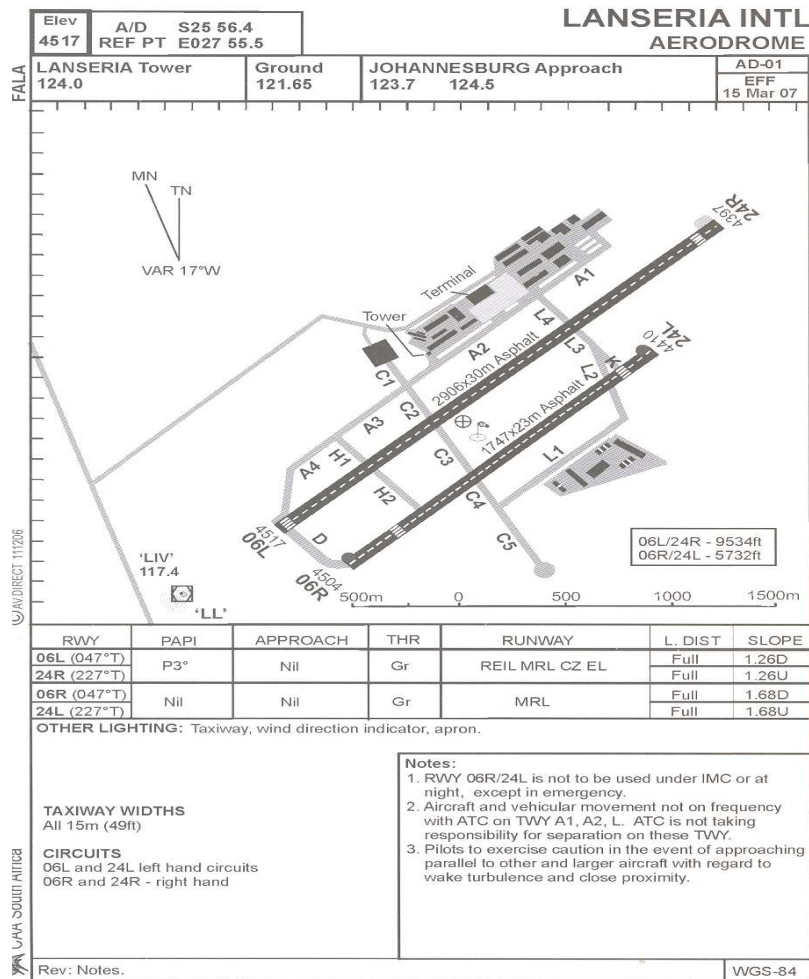 LANSERIA INTL
AERODROME
Elev
4517
A/D S25 56.4
REF PT E027 55.5
FALA
LANSERIA Tower
124.0
Ground
121.65
JOHANNESBURG Approach
123.7 124.5
AD-01
EFF
15 Mar 07
MN
TN
VAR 17°W
24R
4397
Terminal
A1
Tower
L4
24L
4410
A2
L3
K
L2
C1
2906x30m Asphalt
C2
1747x23m Asphalt
A3
H1
C3
L1
A4
H2
C4
4517
06L
D
C5
06L/24R - 9534ft
06R/24L - 5732ft
4504
06R
'LIV'
117.4
'LL'
500m 0 500 1000 1500m
© AV DIRECT 111206
RWY PAPI APPROACH THR RUNWAY L. DIST SLOPE
06L (047°T) P3° Nil Gr REIL MRL CZ EL Full 1.26D
24R (227°T) Full 1.26U
06R (047°T) Nil Nil Gr MRL Full 1.68D
24L (227°T) Full 1.68U
OTHER LIGHTING: Taxiway, wind direction indicator, apron.
TAXIWAY WIDTHS
All 15m (49ft)
CIRCUITS
06L and 24L left hand circuits
06R and 24R - right hand
Notes:
1. RWY 06R/24L is not to be used under IMC or at
night, except in emergency.
2. Aircraft and vehicular movement not on frequency
with ATC on TWY A1, A2, L. ATC is not taking
responsibility for separation on these TWY.
3. Pilots to exercise caution in the event of approaching
parallel to other and larger aircraft with regard to
wake turbulence and close proximity.
CAA South Africa
Rev: Notes.
WGS-84